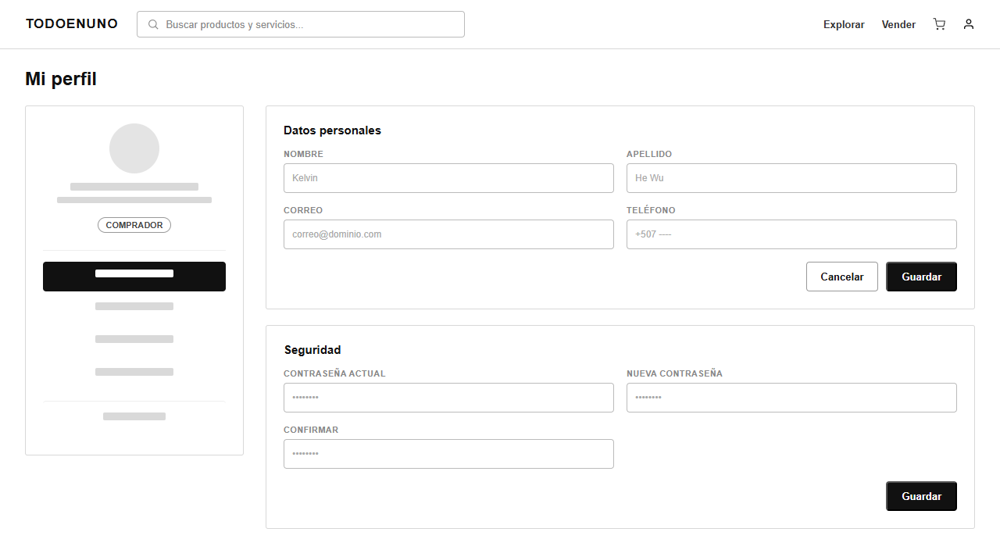 TODOENUNO
Buscar productos y servicios...
Explorar
Vender
Mi perfil
COMPRADOR
Datos personales
NOMBRE
APELLIDO
Kelvin
He Wu
CORREO
TELÉFONO
correo@dominio.com
+507 ----
Cancelar
Guardar
Seguridad
CONTRASEÑA ACTUAL
NUEVA CONTRASEÑA
••••••••
••••••••
CONFIRMAR
••••••••
Guardar